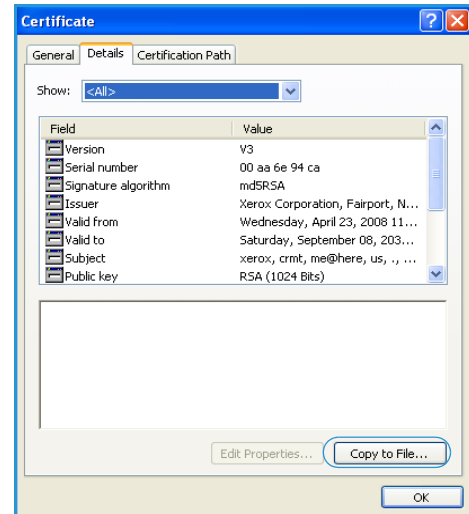 Certificate
General Details Certification Path
Show: <All>
Field Value
Version V3
Serial number 00 aa 6e 94 ca
Signature algorithm md5RSA
Issuer Xerox Corporation, Fairport, N...
Valid from Wednesday, April 23, 2008 11...
Valid to Saturday, September 08, 203...
Subject xerox, crmt, me@here, us, ., ...
Public key RSA (1024 Bits)
Edit Properties... Copy to File...
OK